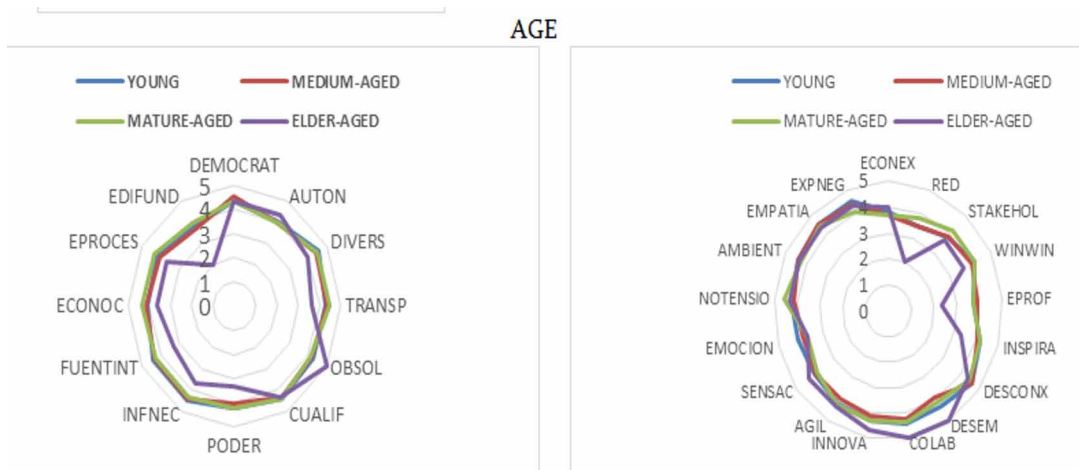 AGE
YOUNG
MEDIUM-AGED
MATURE-AGED
ELDER-AGED
DEMOCRAT
EDIFUND
AUTON
EPROCES
DIVERS
ECONOC
TRANSP
FUENTINT
OBSOL
INFNEC
CUALIF
PODER
5
4
3
2
1
0
YOUNG
MEDIUM-AGED
MATURE-AGED
ELDER-AGED
ECONEX
EXPNEG
RED
EMPATIA
STAKEHOL
AMBIENT
WINWIN
NOTENSIO
EPROF
EMOCION
INSPIRA
SENSAC
DESCONX
AGIL
DESEM
INNOVA
COLAB
5
4
3
2
1
0